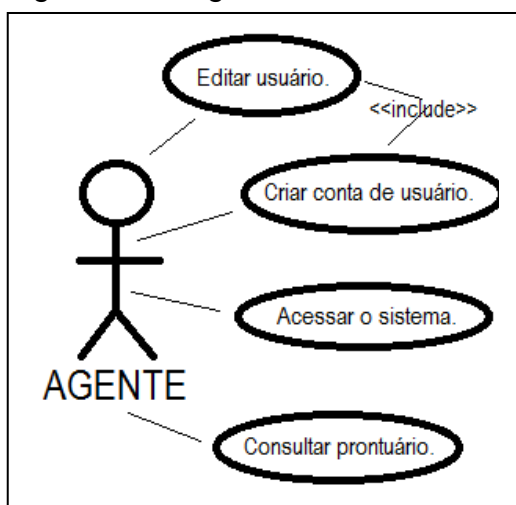 Editar usuário.
<<include>>
Criar conta de usuário.
Acessar o sistema.
AGENTE
Consultar prontuário.